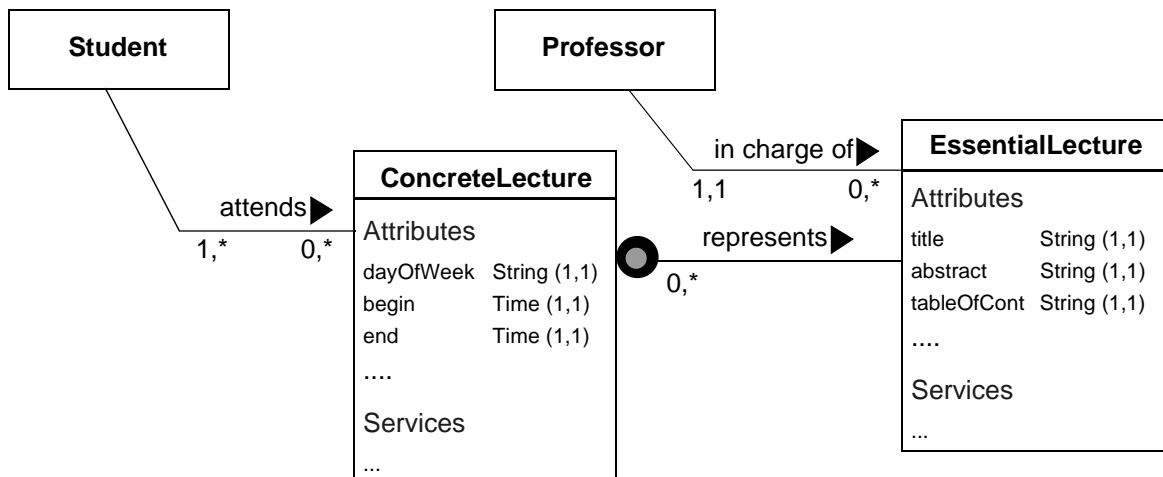 Student
Professor
in charge of
1,1 0,*
attends
1,* 0,*
ConcreteLecture
Attributes
dayOfWeek String (1,1)
begin Time (1,1)
end Time (1,1)
....
Services
...
represents
0,*
EssentialLecture
Attributes
title String (1,1)
abstract String (1,1)
tableOfCont String (1,1)
....
Services
...